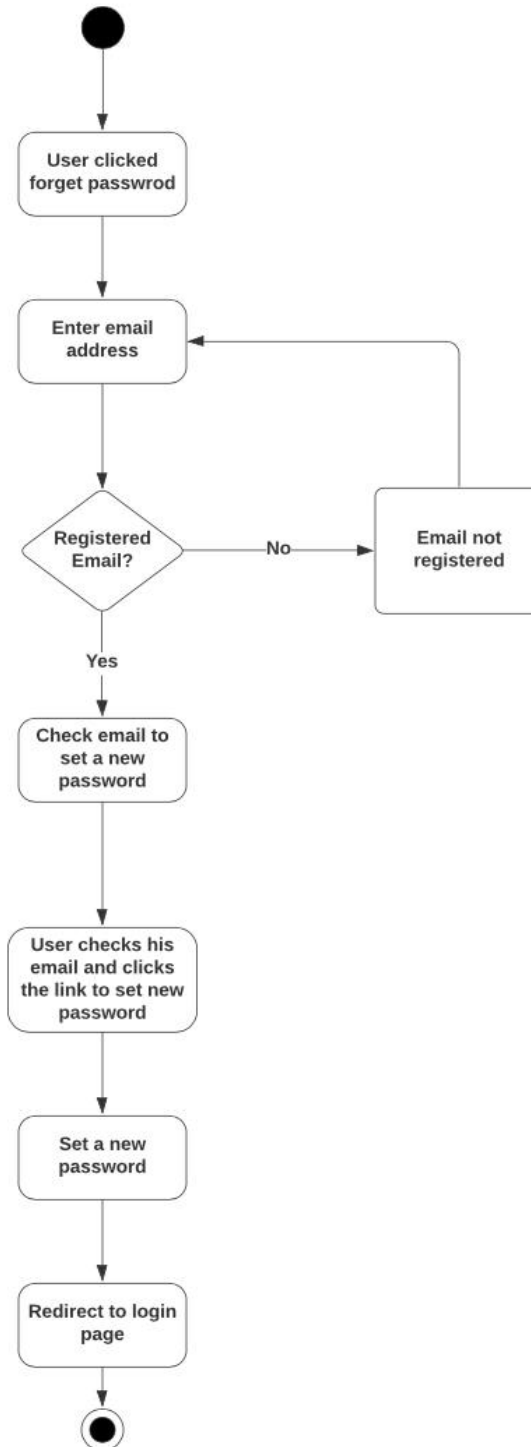 User clicked
forget passwrod
Enter email
address
Registered
Email?
No
Email not
registered
Yes
Check email to
set a new
password
User checks his
email and clicks
the link to set new
password
Set a new
password
Redirect to login
page